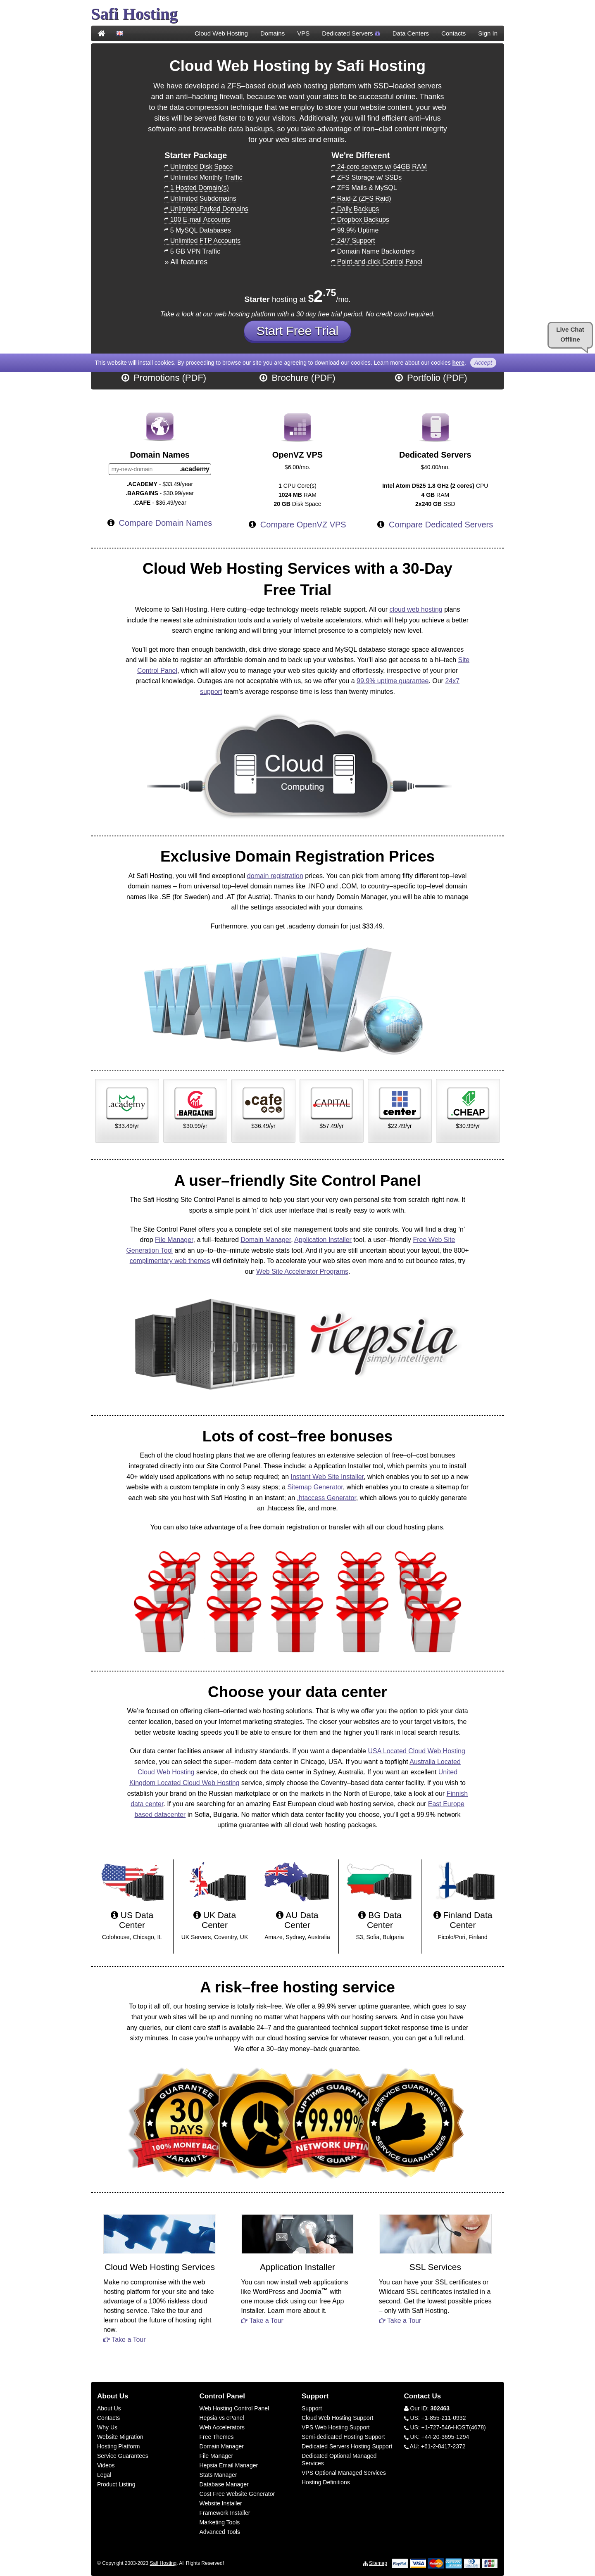 Safi Hosting
Cloud Web Hosting
Domains
VPS
Dedicated Servers
Data Centers
Contacts
Sign In
Cloud Web Hosting by Safi Hosting
We have developed a ZFS–based cloud web hosting platform with SSD–loaded servers
and an anti–hacking firewall, because we want your sites to be successful online. Thanks
to the data compression technique that we employ to store your website content, your web
sites will be served faster to to your visitors. Additionally, you will find efficient anti–virus
software and browsable data backups, so you take advantage of iron–clad content integrity
for your web sites and emails.
Starter Package
Unlimited Disk Space
Unlimited Monthly Traffic
1 Hosted Domain(s)
Unlimited Subdomains
Unlimited Parked Domains
100 E-mail Accounts
5 MySQL Databases
Unlimited FTP Accounts
5 GB VPN Traffic
» All features
We're Different
24-core servers w/ 64GB RAM
ZFS Storage w/ SSDs
ZFS Mails & MySQL
Raid-Z (ZFS Raid)
Daily Backups
Dropbox Backups
99.9% Uptime
24/7 Support
Domain Name Backorders
Point-and-click Control Panel
Starter hosting at $2.75/mo.
Take a look at our web hosting platform with a 30 day free trial period. No credit card required.
Start Free Trial
Live Chat
Offline
This website will install cookies. By proceeding to browse our site you are agreeing to download our cookies. Learn more about our cookies here. Accept
Promotions (PDF)
Brochure (PDF)
Portfolio (PDF)
Domain Names
my-new-domain .academy
.ACADEMY - $33.49/year
.BARGAINS - $30.99/year
.CAFE - $36.49/year
Compare Domain Names
OpenVZ VPS
$6.00/mo.
1 CPU Core(s)
1024 MB RAM
20 GB Disk Space
Compare OpenVZ VPS
Dedicated Servers
$40.00/mo.
Intel Atom D525 1.8 GHz (2 cores) CPU
4 GB RAM
2x240 GB SSD
Compare Dedicated Servers
Cloud Web Hosting Services with a 30-Day
Free Trial
Welcome to Safi Hosting. Here cutting–edge technology meets reliable support. All our cloud web hosting plans
include the newest site administration tools and a variety of website accelerators, which will help you achieve a better
search engine ranking and will bring your Internet presence to a completely new level.
You'll get more than enough bandwidth, disk drive storage space and MySQL database storage space allowances
and will be able to register an affordable domain and to back up your websites. You'll also get access to a hi–tech Site
Control Panel, which will allow you to manage your web sites quickly and effortlessly, irrespective of your prior
practical knowledge. Outages are not acceptable with us, so we offer you a 99.9% uptime guarantee. Our 24x7
support team's average response time is less than twenty minutes.
Cloud
Computing
Exclusive Domain Registration Prices
At Safi Hosting, you will find exceptional domain registration prices. You can pick from among fifty different top–level
domain names – from universal top–level domain names like .INFO and .COM, to country–specific top–level domain
names like .SE (for Sweden) and .AT (for Austria). Thanks to our handy Domain Manager, you will be able to manage
all the settings associated with your domains.
Furthermore, you can get .academy domain for just $33.49.
WWW
.academy
$33.49/yr
.BARGAINS
$30.99/yr
.cafe
$36.49/yr
CAPITAL
$57.49/yr
center
$22.49/yr
.CHEAP
$30.99/yr
A user–friendly Site Control Panel
The Safi Hosting Site Control Panel is aimed to help you start your very own personal site from scratch right now. It
sports a simple point 'n' click user interface that is really easy to work with.
The Site Control Panel offers you a complete set of site management tools and site controls. You will find a drag 'n'
drop File Manager, a full–featured Domain Manager, Application Installer tool, a user–friendly Free Web Site
Generation Tool and an up–to–the–minute website stats tool. And if you are still uncertain about your layout, the 800+
complimentary web themes will definitely help. To accelerate your web sites even more and to cut bounce rates, try
our Web Site Accelerator Programs.
Hepsia
simply intelligent
Lots of cost–free bonuses
Each of the cloud hosting plans that we are offering features an extensive selection of free–of–cost bonuses
integrated directly into our Site Control Panel. These include: a Application Installer tool, which permits you to install
40+ widely used applications with no setup required; an Instant Web Site Installer, which enables you to set up a new
website with a custom template in only 3 easy steps; a Sitemap Generator, which enables you to create a sitemap for
each web site you host with Safi Hosting in an instant; an .htaccess Generator, which allows you to quickly generate
an .htaccess file, and more.
You can also take advantage of a free domain registration or transfer with all our cloud hosting plans.
Choose your data center
We're focused on offering client–oriented web hosting solutions. That is why we offer you the option to pick your data
center location, based on your Internet marketing strategies. The closer your websites are to your target visitors, the
better website loading speeds you'll be able to ensure for them and the higher you'll rank in local search results.
Our data center facilities answer all industry standards. If you want a dependable USA Located Cloud Web Hosting
service, you can select the super–modern data center in Chicago, USA. If you want a topflight Australia Located
Cloud Web Hosting service, do check out the data center in Sydney, Australia. If you want an excellent United
Kingdom Located Cloud Web Hosting service, simply choose the Coventry–based data center facility. If you wish to
establish your brand on the Russian marketplace or on the markets in the North of Europe, take a look at our Finnish
data center. If you are searching for an amazing East European cloud web hosting service, check our East Europe
based datacenter in Sofia, Bulgaria. No matter which data center facility you choose, you'll get a 99.9% network
uptime guarantee with all cloud web hosting packages.
US Data
Center
Colohouse, Chicago, IL
UK Data
Center
UK Servers, Coventry, UK
AU Data
Center
Amaze, Sydney, Australia
BG Data
Center
S3, Sofia, Bulgaria
Finland Data
Center
Ficolo/Pori, Finland
A risk–free hosting service
To top it all off, our hosting service is totally risk–free. We offer a 99.9% server uptime guarantee, which goes to say
that your web sites will be up and running no matter what happens with our hosting servers. And in case you have
any queries, our client care staff is available 24–7 and the guaranteed technical support ticket response time is under
sixty minutes. In case you're unhappy with our cloud hosting service for whatever reason, you can get a full refund.
We offer a 30–day money–back guarantee.
GUARANTEE
30
DAYS
100% MONEY
GUARANTEE
UPTIME GUARANTEE
99.99%
NETWORK UPTIME
SERVICE GUARANTEES
SERVICE GUARANTEES
Cloud Web Hosting Services
Make no compromise with the web
hosting platform for your site and take
advantage of a 100% riskless cloud
hosting service. Take the tour and
learn about the future of hosting right
now.
Take a Tour
Application Installer
You can now install web applications
like WordPress and Joomla™ with
one mouse click using our free App
Installer. Learn more about it.
Take a Tour
SSL Services
You can have your SSL certificates or
Wildcard SSL certificates installed in a
second. Get the lowest possible prices
– only with Safi Hosting.
Take a Tour
About Us
About Us
Contacts
Why Us
Website Migration
Hosting Platform
Service Guarantees
Videos
Legal
Product Listing
Control Panel
Web Hosting Control Panel
Hepsia vs cPanel
Web Accelerators
Free Themes
Domain Manager
File Manager
Hepsia Email Manager
Stats Manager
Database Manager
Cost Free Website Generator
Website Installer
Framework Installer
Marketing Tools
Advanced Tools
Support
Support
Cloud Web Hosting Support
VPS Web Hosting Support
Semi-dedicated Hosting Support
Dedicated Servers Hosting Support
Dedicated Optional Managed
Services
VPS Optional Managed Services
Hosting Definitions
Contact Us
Our ID: 302463
US: +1-855-211-0932
US: +1-727-546-HOST(4678)
UK: +44-20-3695-1294
AU: +61-2-8417-2372
© Copyright 2003-2023 Safi Hosting. All Rights Reserved!
Sitemap
PayPal
VISA
JCB